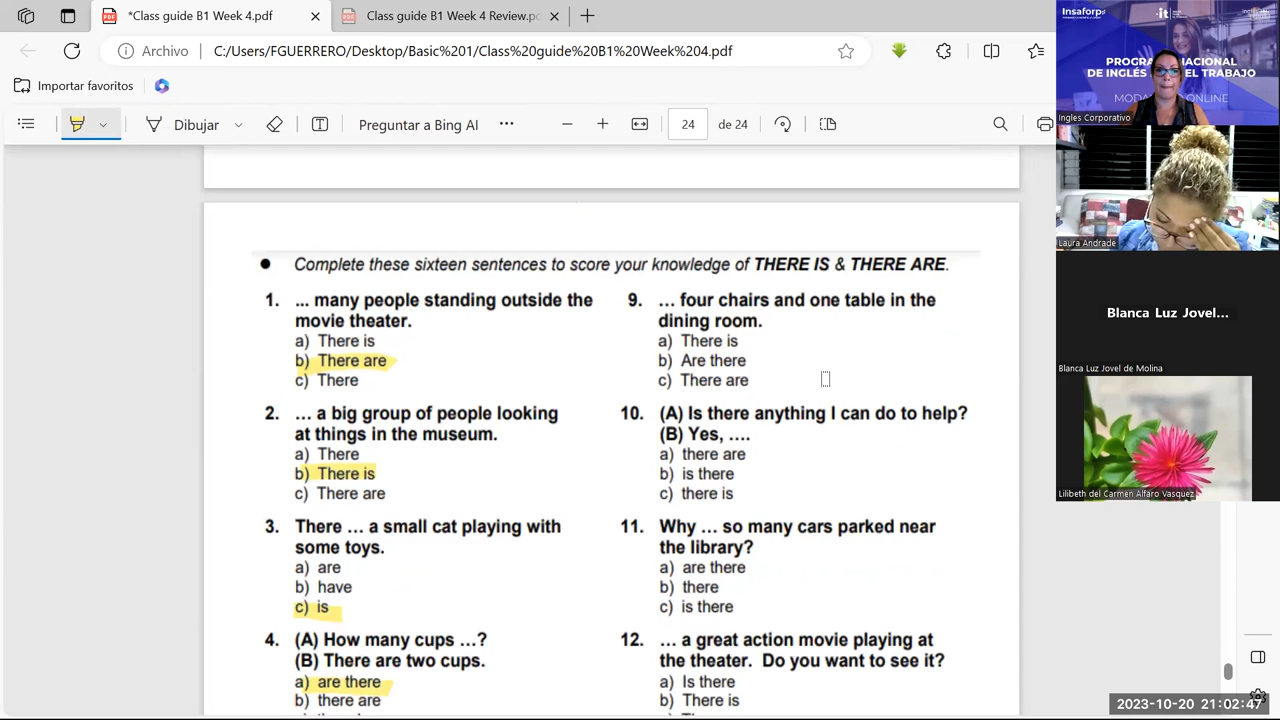 *Class guide B1 Week 4.pdf
Class guide B1 Week 2 - Review.p
Archivo
C:/Users/FGUERRERO/Desktop/Basic%201/Class%20guide%20B1%20Week%204.pdf
Importar favoritos
Dibujar
Preguntar a Bing AI
24
de 24
Complete these sixteen sentences to score your knowledge of THERE IS & THERE ARE.
1. ... many people standing outside the
movie theater.
a) There is
b) There are
c) There
2. … a big group of people looking
at things in the museum.
a) There
b) There is
c) There are
3. There … a small cat playing with
some toys.
a) are
b) have
c) is
4. (A) How many cups …?
(B) There are two cups.
a) are there
b) there are
9. … four chairs and one table in the
dining room.
a) There is
b) Are there
c) There are
10. (A) Is there anything I can do to help?
(B) Yes, ….
a) there are
b) is there
c) there is
11. Why … so many cars parked near
the library?
a) are there
b) there
c) is there
12. … a great action movie playing at
the theater. Do you want to see it?
a) Is there
b) There is
Insaforp
it
PROGRA NACIONAL
DE INGLÉS EL TRABAJO
MODA ONLINE
Ingles Corporativo
Laura Andrade
Blanca Luz Jovel...
Blanca Luz Jovel de Molina
Lilibeth del Carmen Alfaro Vasquez
2023-10-20 21:02:47